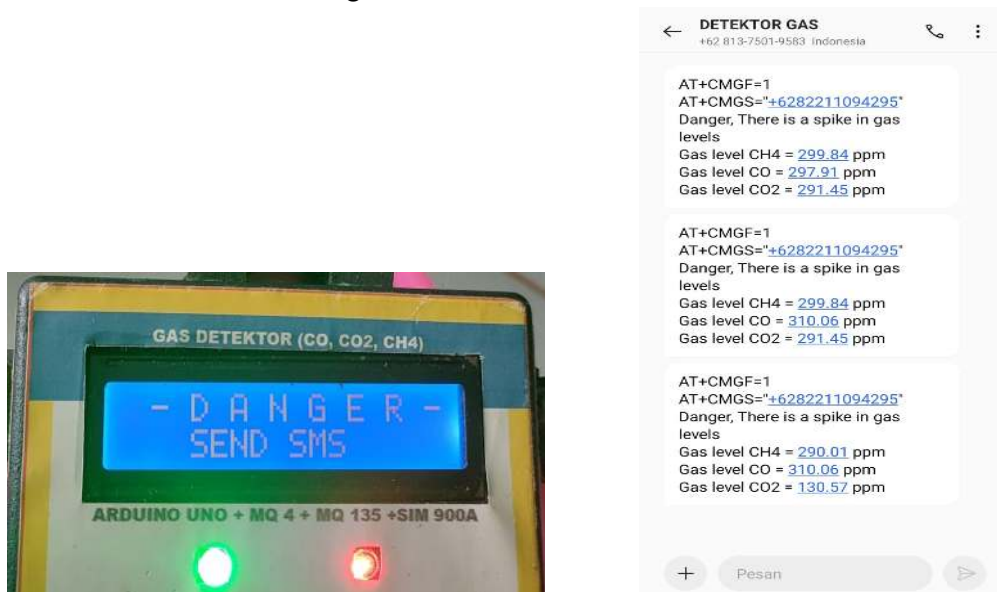 GAS DETEKTOR (CO, CO2, CH4)
- D A N G E R -
SEND SMS
ARDUINO UNO + MQ 4 + MQ 135 +SIM 900A
DETEKTOR GAS
+62 813-7501-9583 Indonesia
AT+CMGF=1
AT+CMGS="+6282211094295"
Danger, There is a spike in gas
levels
Gas level CH4 = 299.84 ppm
Gas level CO = 297.91 ppm
Gas level CO2 = 291.45 ppm
AT+CMGF=1
AT+CMGS="+6282211094295"
Danger, There is a spike in gas
levels
Gas level CH4 = 299.84 ppm
Gas level CO = 310.06 ppm
Gas level CO2 = 291.45 ppm
AT+CMGF=1
AT+CMGS="+6282211094295"
Danger, There is a spike in gas
levels
Gas level CH4 = 290.01 ppm
Gas level CO = 310.06 ppm
Gas level CO2 = 130.57 ppm
Pesan